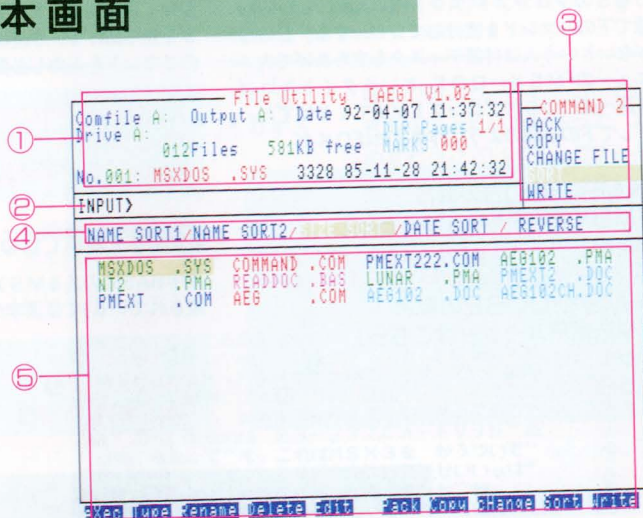 本画面
③
File Utility [AEG] V1.02
Comfile A: Output A: Date 92-04-07 11:37:32
Drive A: DIR Pages 1/1
012Files 581KB free MARKS 000
No.001: MSXDOS .SYS 3328 85-11-28 21:42:32
COMMAND 2
PACK
COPY
CHANGE FILE
SORT
WRITE
①
②
INPUT>
④
NAME SORT1/NAME SORT2/ /DATE SORT / REVERSE
MSXDOS .SYS COMMAND .COM PMEXT222.COM AEG102 .PMA
NT2 .PMA READDOC .BAS LUNAR .PMA PMEXT2 .DOC
PMEXT .COM AEG .COM AEG102 .DOC AEG102CH.DOC
⑤
EXec Type Rename Delete Edit Pack Copy cHange Sort Write